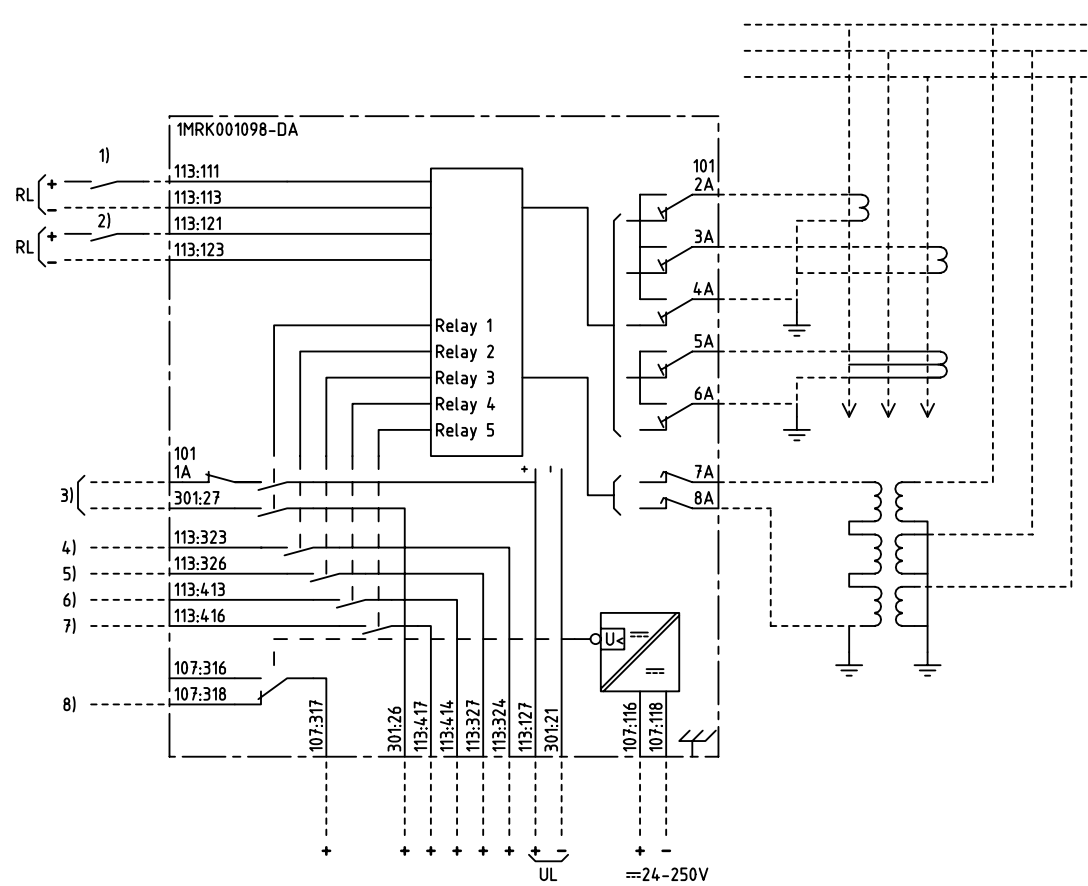 1MRK001098-DA
1)
113:111
101
RL + 2A
-
113:113
2)
113:121
RL +
-
113:123
3A
4A
Relay 1
5A
Relay 2
Relay 3
6A
Relay 4
Relay 5
101
1A
+ -
7A
3)
301:27
8A
4) 113:323
5) 113:326
6) 113:413
7) 113:416
U<
107:316
8) 107:318
107:317
301:26
113:417
113:414
113:327
113:324
113:127
301:21
107:116
107:118
+ + + + + + + - + -
UL
24-250V